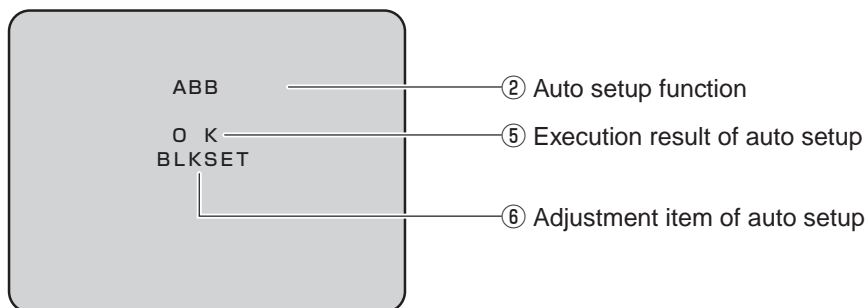 ABB
② Auto setup function
O K
⑤ Execution result of auto setup
BLKSET
⑥ Adjustment item of auto setup